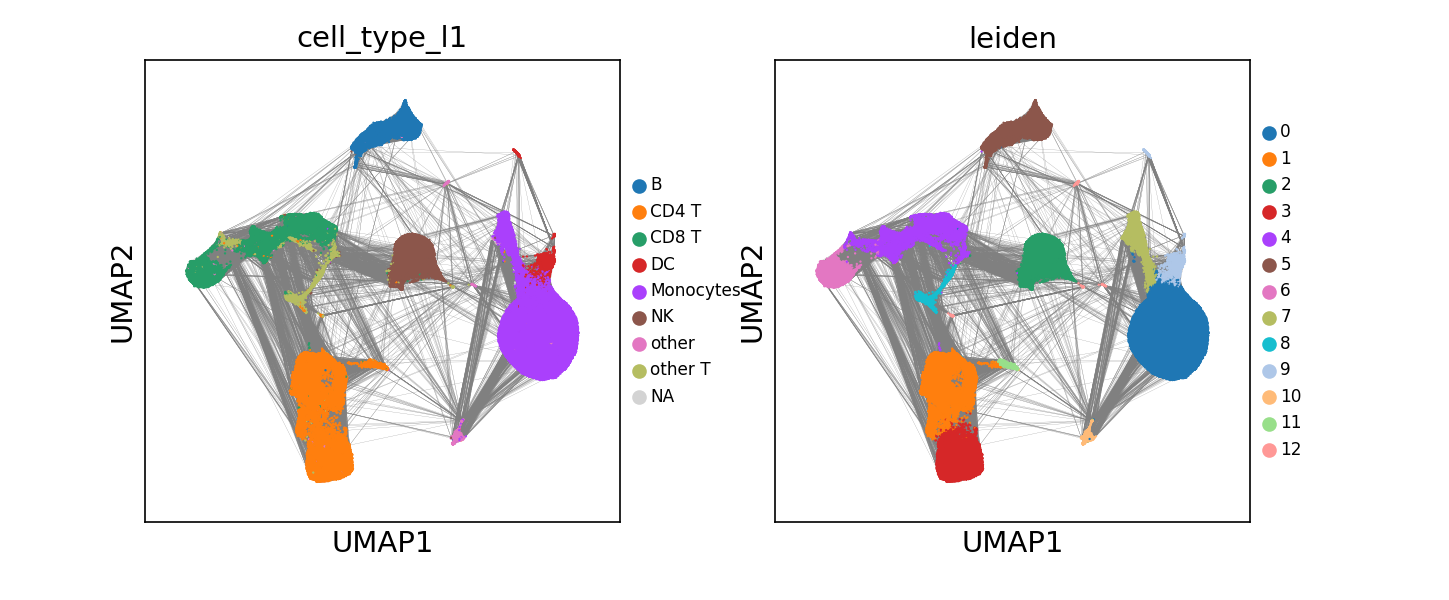 cell_type_l1
UMAP2
UMAP1
B
CD4 T
CD8 T
DC
Monocytes
NK
other
other T
NA
leiden
UMAP2
UMAP1
0
1
2
3
4
5
6
7
8
9
10
11
12